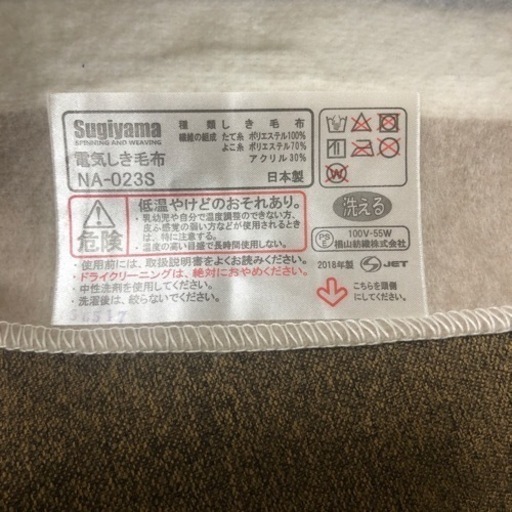 Sugiyama
SPINNING AND WEAVING
電気しき毛布
NA-023S
種類 しき毛布
繊維の組成 たて糸 ポリエステル100%
よこ糸 ポリエステル70%
アクリル30%
日本製
危険
低温やけどのおそれあり。
・乳幼児や自分で温度調整のできない方、
皮ふ感覚の弱い方などが使用されるとき
は、特に注意する。
・温度の高い目盛で長時間使用しない。
洗える
PS
E
100V-55W
椙山紡織株式会社
・使用前には、取扱説明書をよくお読みください。
・ドライクリーニングは、絶対におやめください。
・中性洗剤を使用してください。
・洗濯後は、絞らないでください。
2018年製
S JET
こちらを頭側
にしてください。